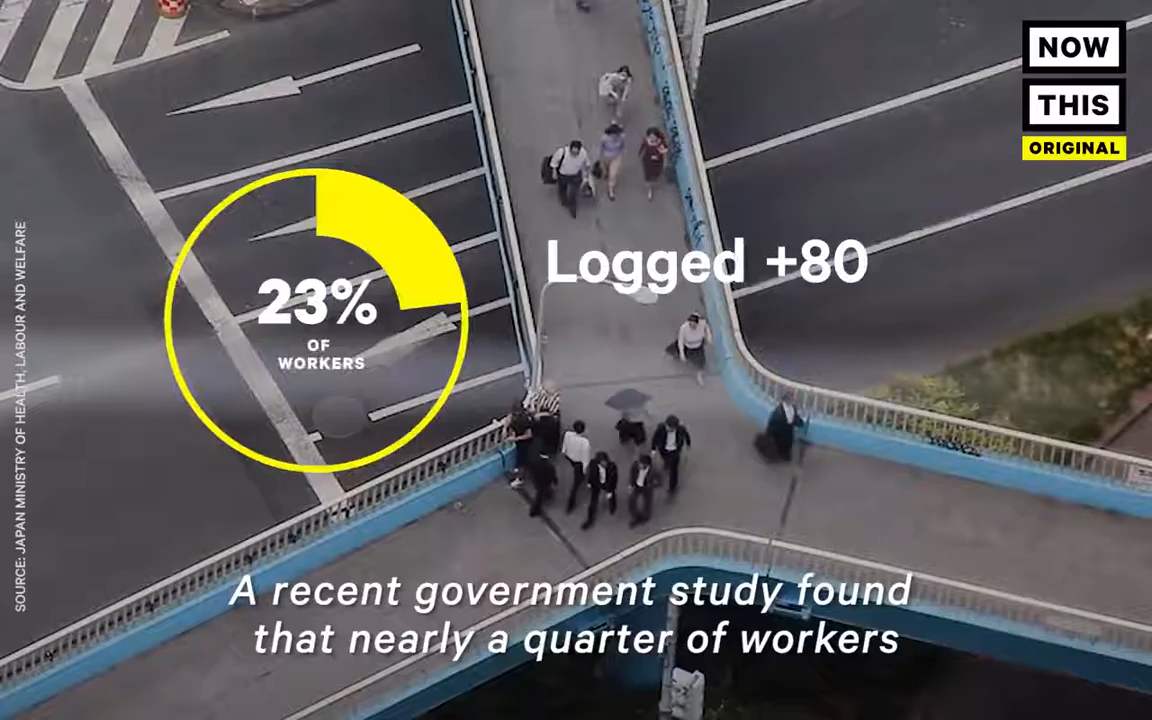 NOW
THIS
ORIGINAL
SOURCE: JAPAN MINISTRY OF HEALTH, LABOUR AND WELFARE
23%
OF
WORKERS
Logged +80
A recent government study found
that nearly a quarter of workers